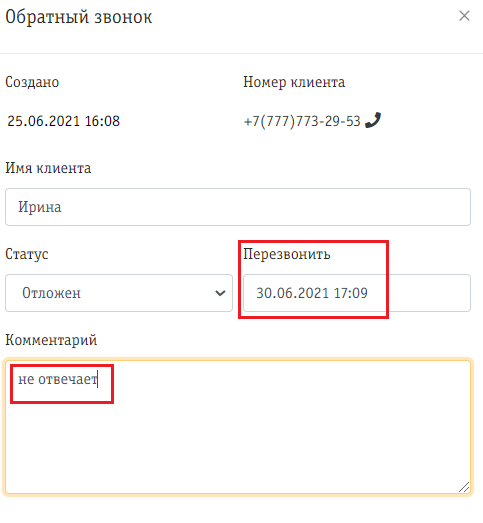 Обратный звонок
Создано Номер клиента
25.06.2021 16:08 +7(777)773-29-53
Имя клиента
Ирина
Статус Перезвонить
Отложен 30.06.2021 17:09
Комментарий
не отвечает